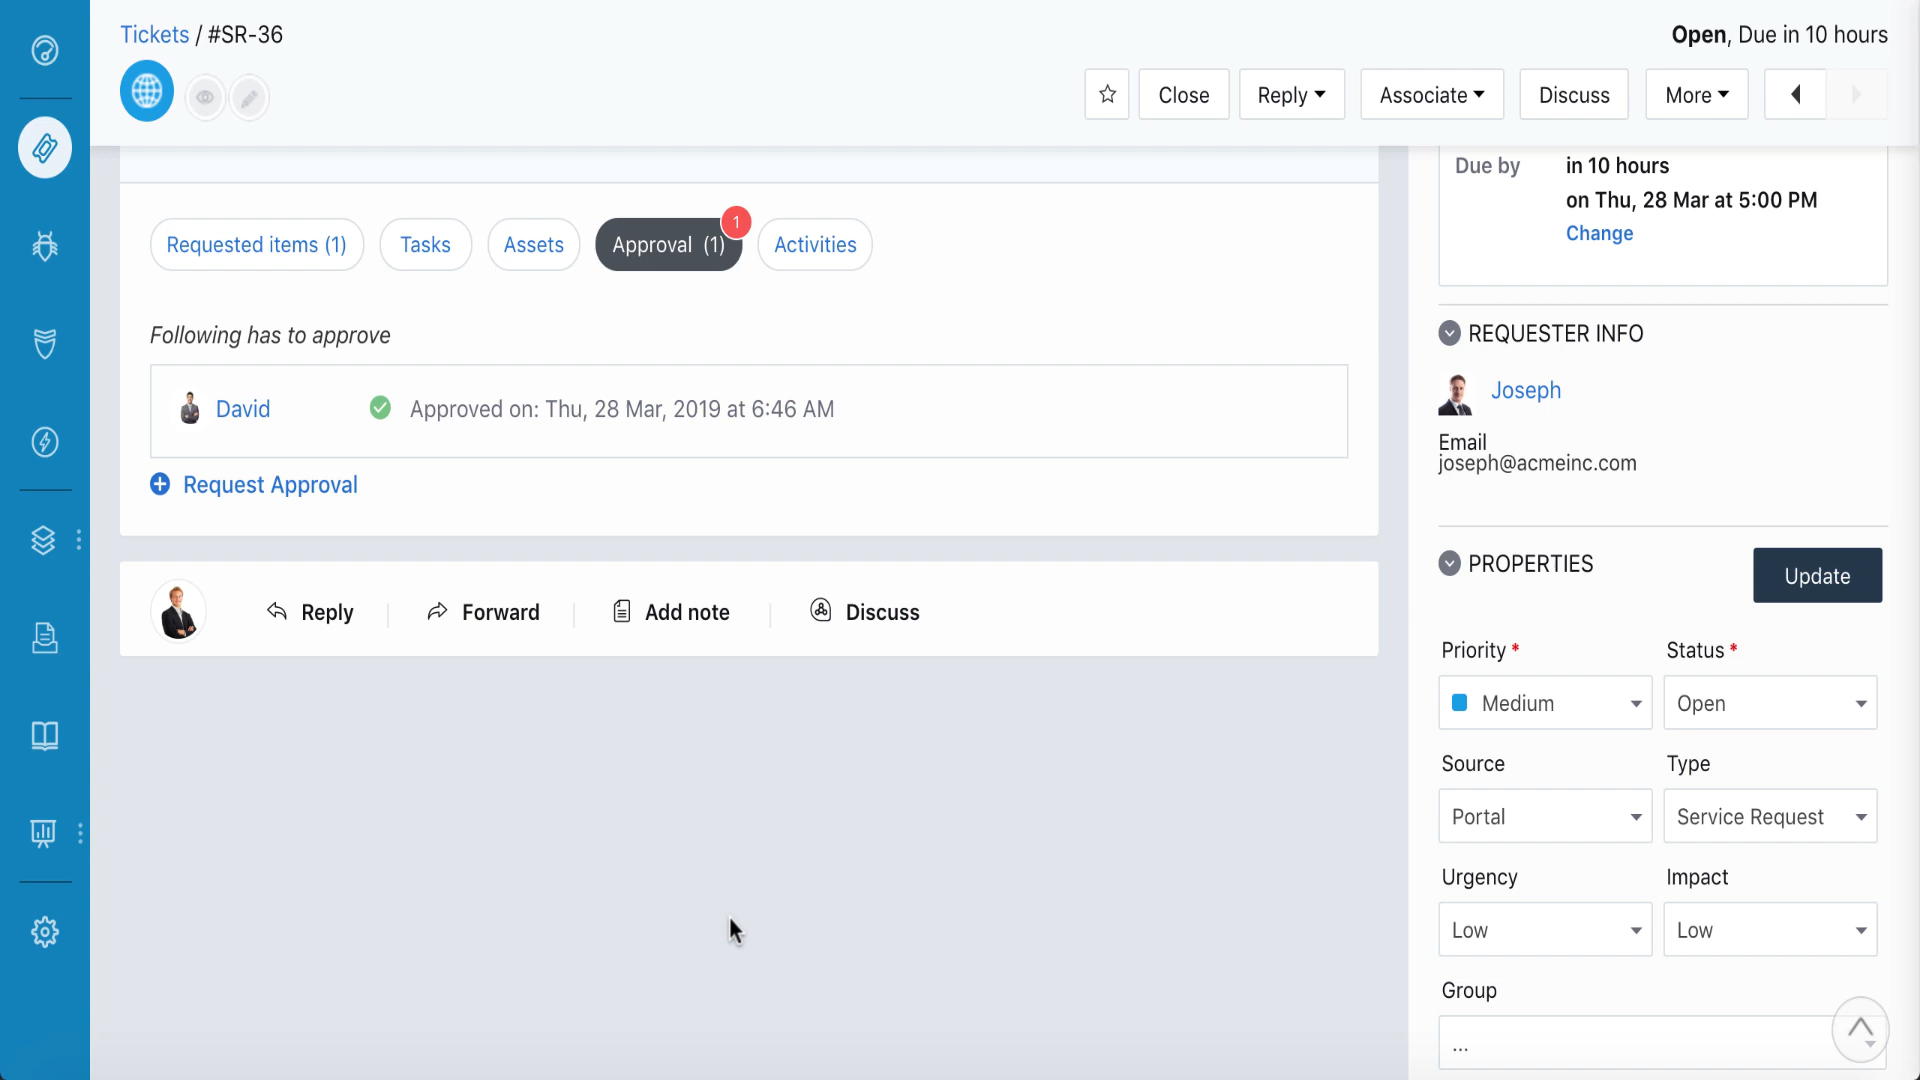 Tickets / #SR-36
Open, Due in 10 hours
Close
Reply
Associate
Discuss
More
Due by
in 10 hours
on Thu, 28 Mar at 5:00 PM
Change
Requested items (1)
Tasks
Assets
Approval (1)
1
Activities
Following has to approve
David
Approved on: Thu, 28 Mar, 2019 at 6:46 AM
Request Approval
Reply
Forward
Add note
Discuss
REQUESTER INFO
Joseph
Email
joseph@acmeinc.com
PROPERTIES
Update
Priority *
Status *
Medium
Open
Source
Type
Portal
Service Request
Urgency
Impact
Low
Low
Group
...